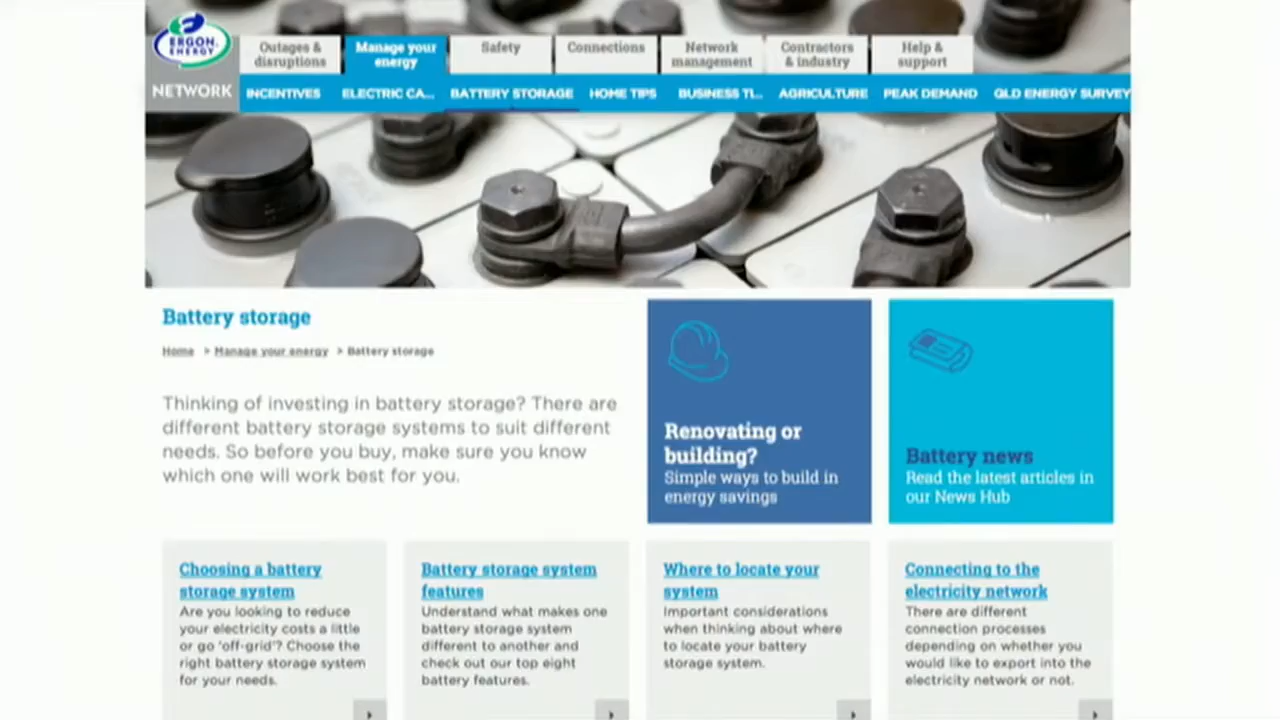 ERGON.
ENERGY
NETWORK
Outages &
disruptions
Manage your
energy
Safety
Connections
Network
management
Contractors
& industry
Help &
support
INCENTIVES
ELECTRIC CA...
BATTERY STORAGE
HOME TIPS
BUSINESS TI...
AGRICULTURE
PEAK DEMAND
QLD ENERGY SURVEY
Battery storage
Home > Manage your energy > Battery storage
Thinking of investing in battery storage? There are
different battery storage systems to suit different
needs. So before you buy, make sure you know
which one will work best for you.
Renovating or
building?
Simple ways to build in
energy savings
Battery news
Read the latest articles in
our News Hub
Choosing a battery
storage system
Are you looking to reduce
your electricity costs a little
or go 'off-grid'? Choose the
right battery storage system
for your needs.
Battery storage system
features
Understand what makes one
battery storage system
different to another and
check out our top eight
battery features.
Where to locate your
system
Important considerations
when thinking about where
to locate your battery
storage system.
Connecting to the
electricity network
There are different
connection processes
depending on whether you
would like to export into the
electricity network or not.